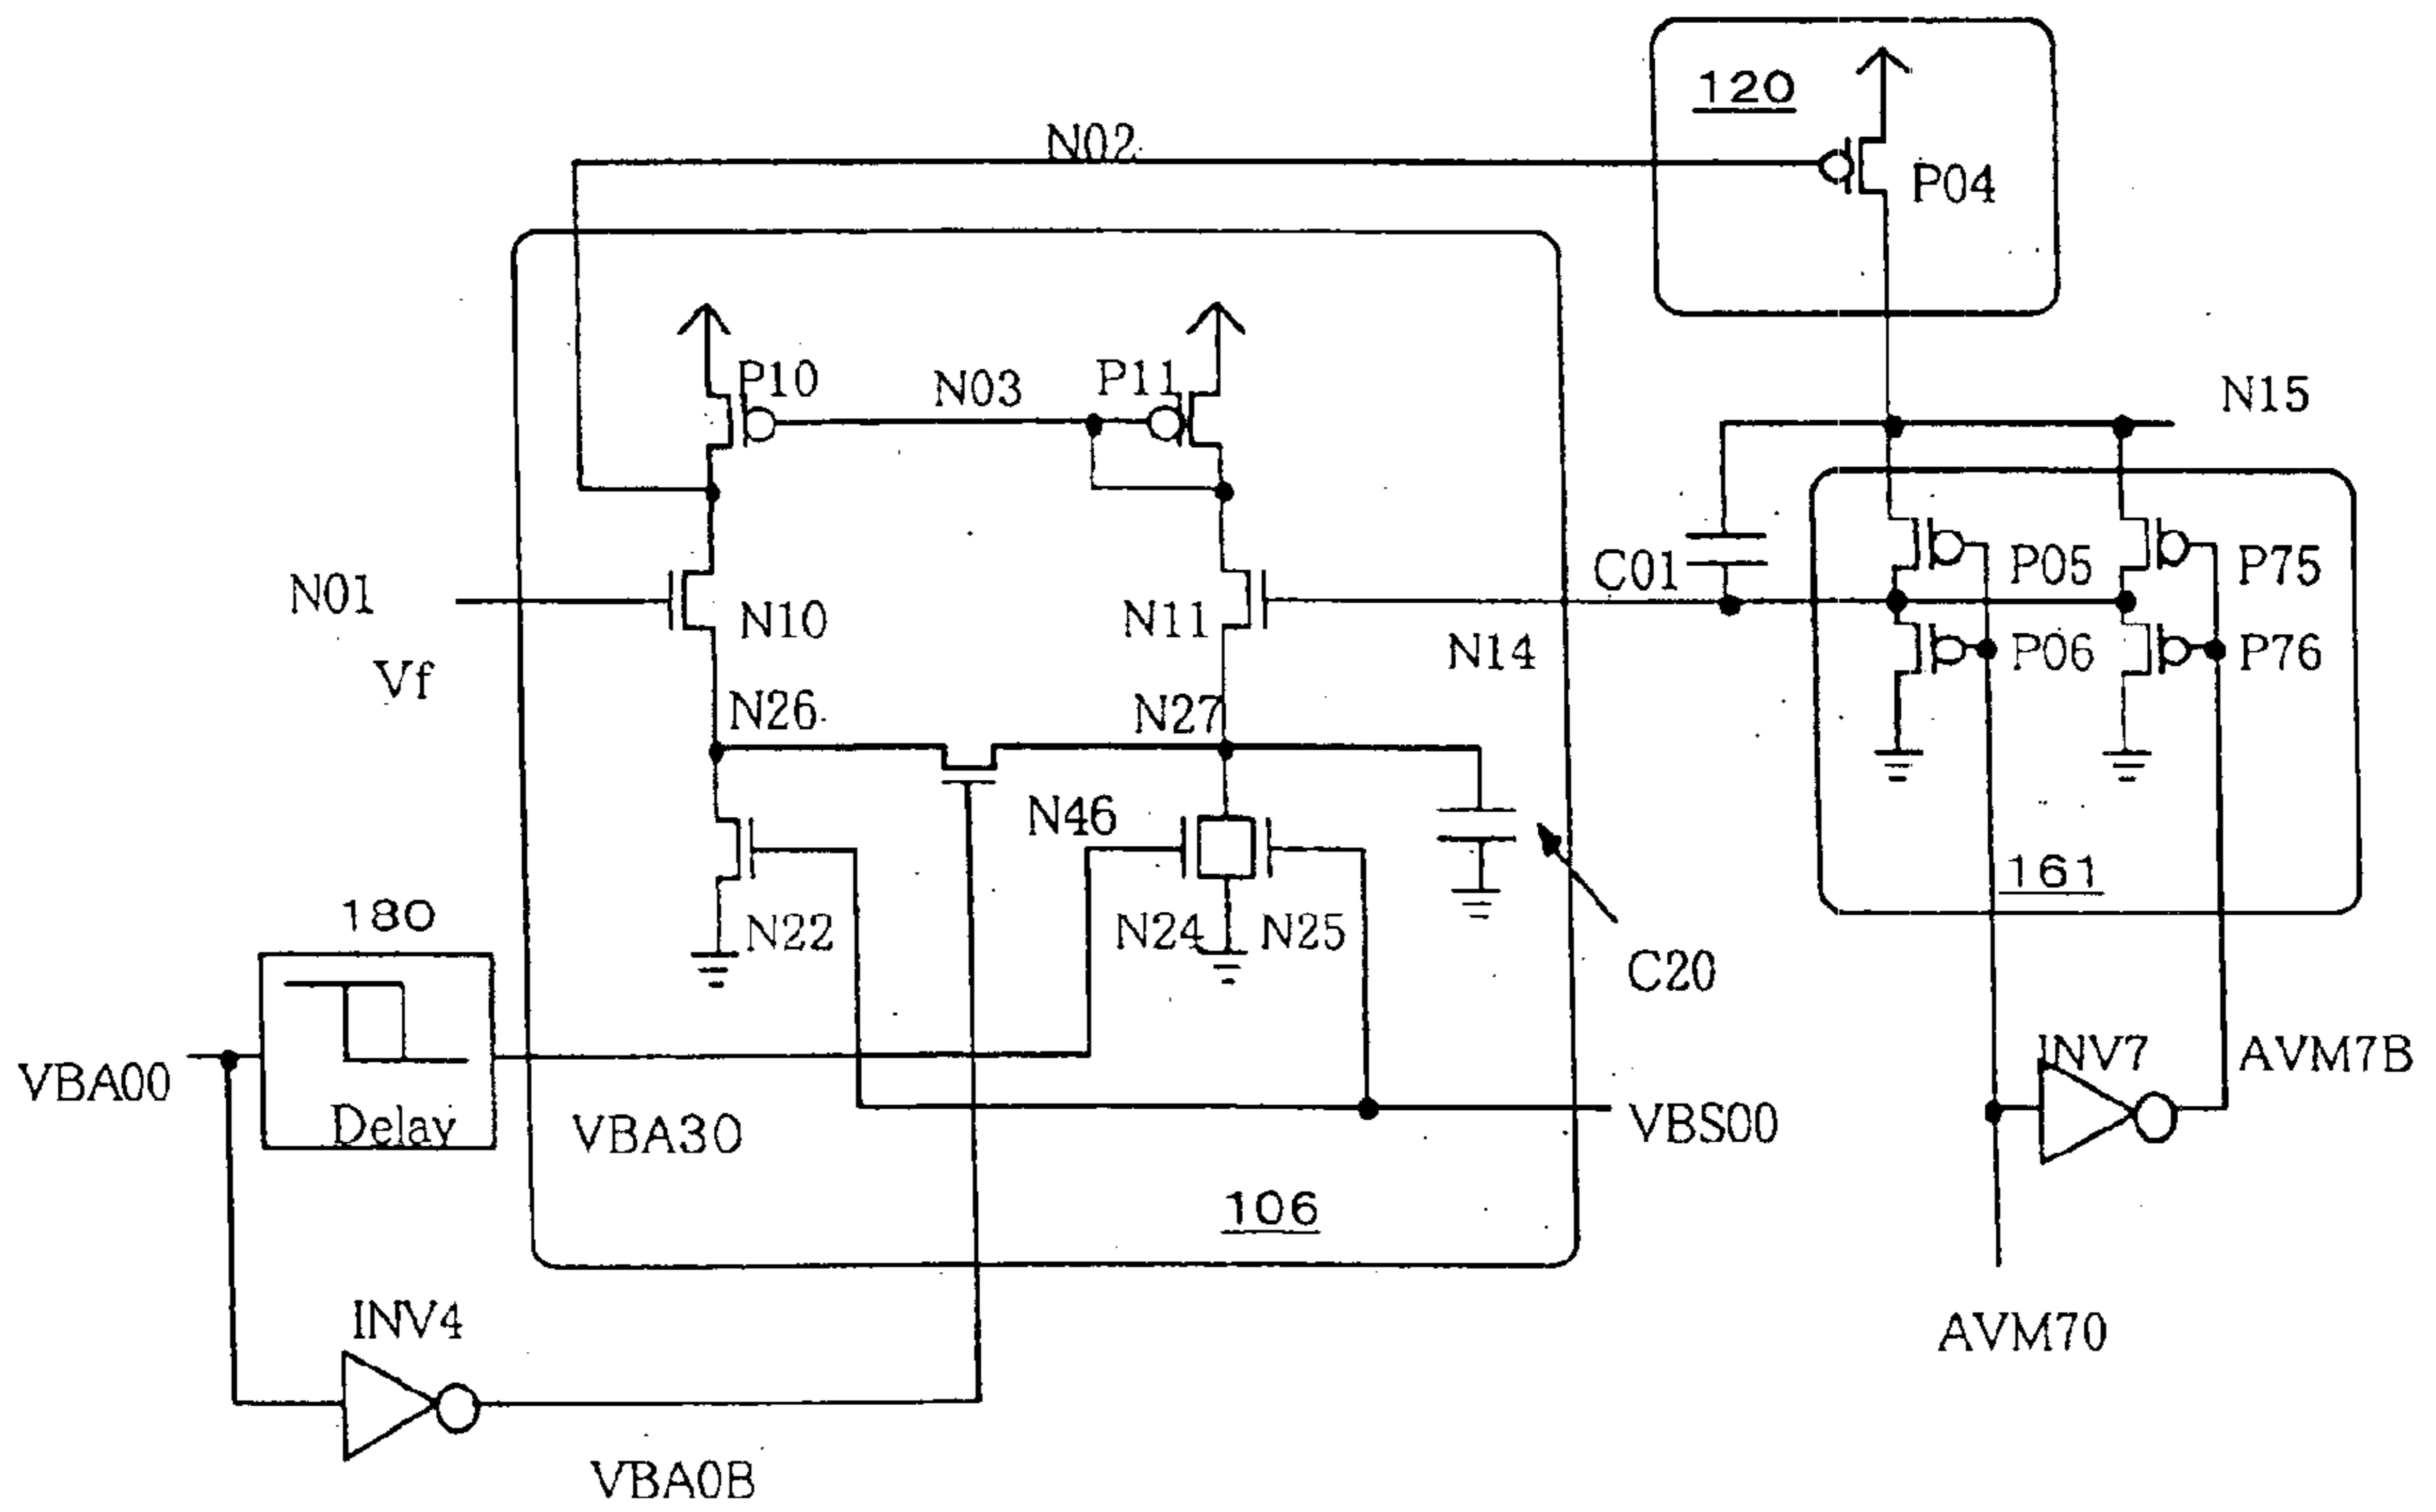 120
N02
P04
P10
N03
P11
N15
N01
N10
N11
C01
P05
P75
Vf
N14
P06
P76
N26
N27
N46
161
180
N22
N24
N25
C20
INV7
AVM7B
VBA00
Delay
VBA30
VBS00
106
INV4
AVM70
VBA0B